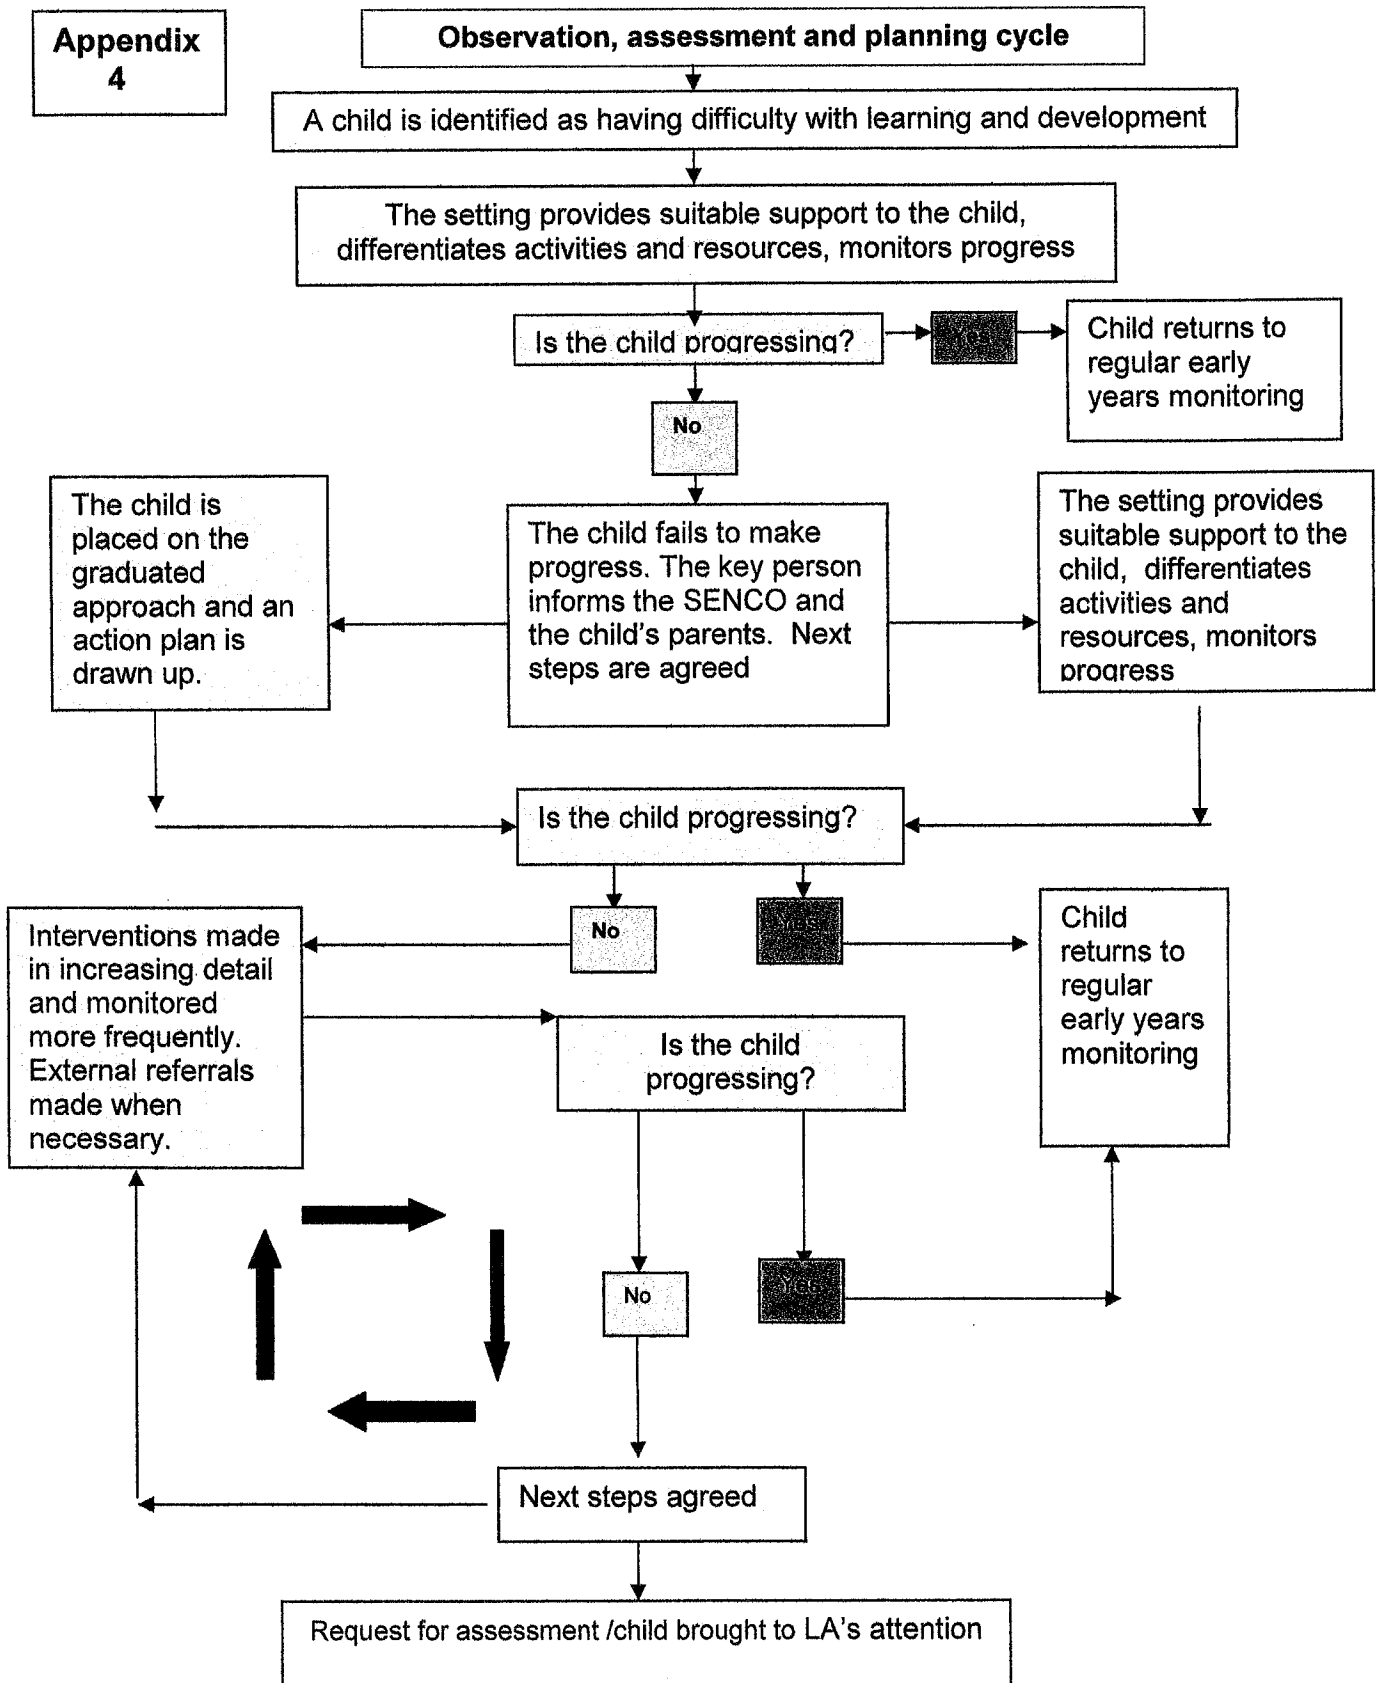 Appendix
4
Observation, assessment and planning cycle
A child is identified as having difficulty with learning and development
The setting provides suitable support to the child,
differentiates activities and resources, monitors progress
Is the child progressing?
Yes
Child returns to
regular early
years monitoring
No
The child is
placed on the
graduated
approach and an
action plan is
drawn up.
The child fails to make
progress. The key person
informs the SENCO and
the child's parents. Next
steps are agreed
The setting provides
suitable support to the
child, differentiates
activities and
resources, monitors
progress
Is the child progressing?
No
Yes
Interventions made
in increasing detail
and monitored
more frequently.
External referrals
made when
necessary.
Child
returns to
regular
early years
monitoring
Is the child
progressing?
No
Yes
Next steps agreed
Request for assessment /child brought to LA's attention